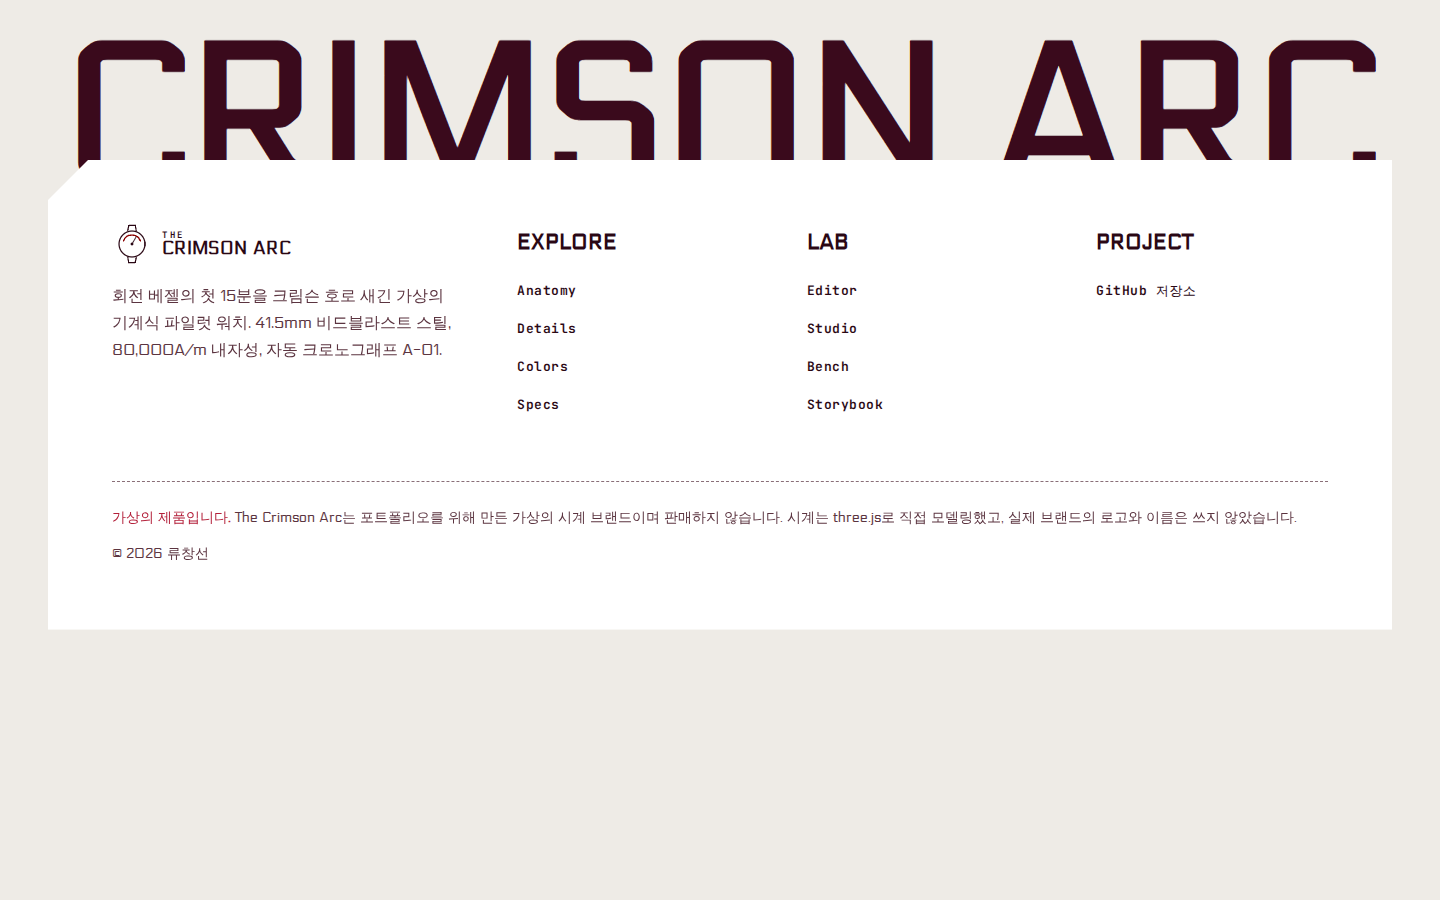 CRIMSON ARC
THE
CRIMSON ARC
회전 베젤의 첫 15분을 크림슨 호로 새긴 가상의
기계식 파일럿 워치. 41.5mm 비드블라스트 스틸,
80,000A/m 내자성, 자동 크로노그래프 A-01.
EXPLORE
Anatomy
Details
Colors
Specs
LAB
Editor
Studio
Bench
Storybook
PROJECT
GitHub 저장소
가상의 제품입니다. The Crimson Arc는 포트폴리오를 위해 만든 가상의 시계 브랜드이며 판매하지 않습니다. 시계는 three.js로 직접 모델링했고, 실제 브랜드의 로고와 이름은 쓰지 않았습니다.
© 2026 류창선